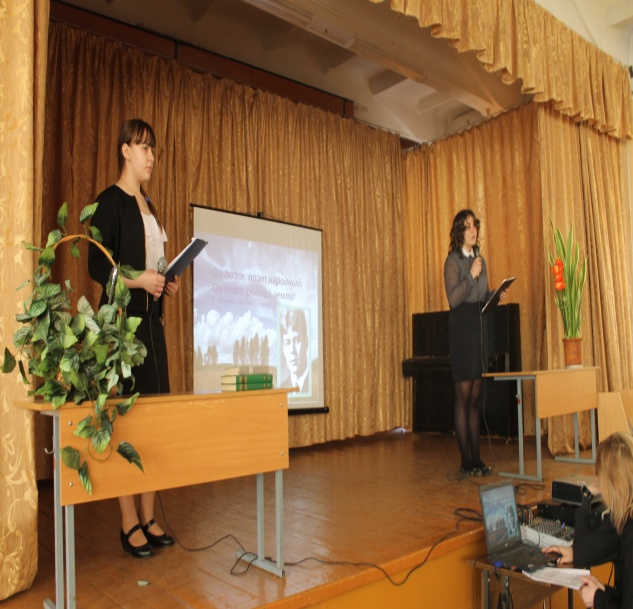 Он поэт, поэт народный,
Он поэт родной земли!